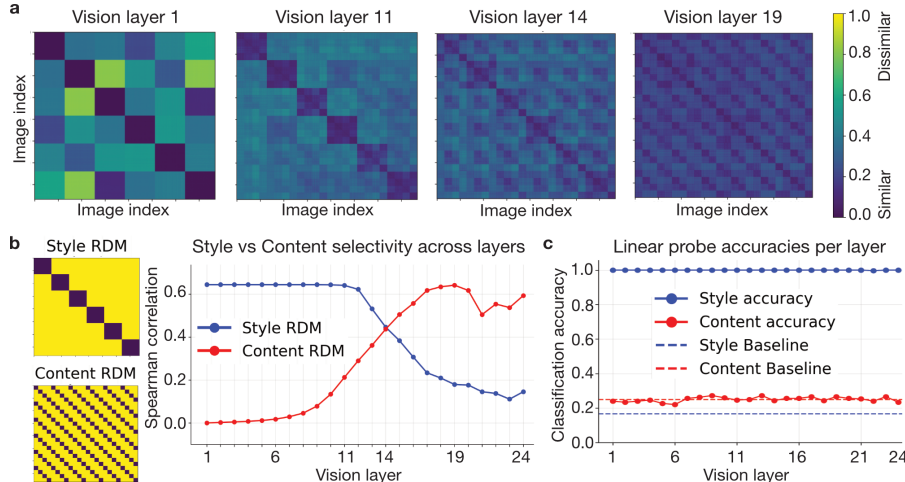 a
Vision layer 1
Vision layer 11
Vision layer 14
Vision layer 19
Image index
Image index
Image index
Image index
Image index
1.0
0.8
0.6
0.4
0.2
0.0
Dissimilar
Similar
b
Style RDM
Content RDM
Style vs Content selectivity across layers
Spearman correlation
0.6
0.4
0.2
0.0
Style RDM
Content RDM
1 6 11 14 19 24
Vision layer
c
Linear probe accuracies per layer
Classification accuracy
1.0
0.8
0.6
0.4
0.2
0.0
Style accuracy
Content accuracy
Style Baseline
Content Baseline
1 6 11 15 21 24
Vision layer